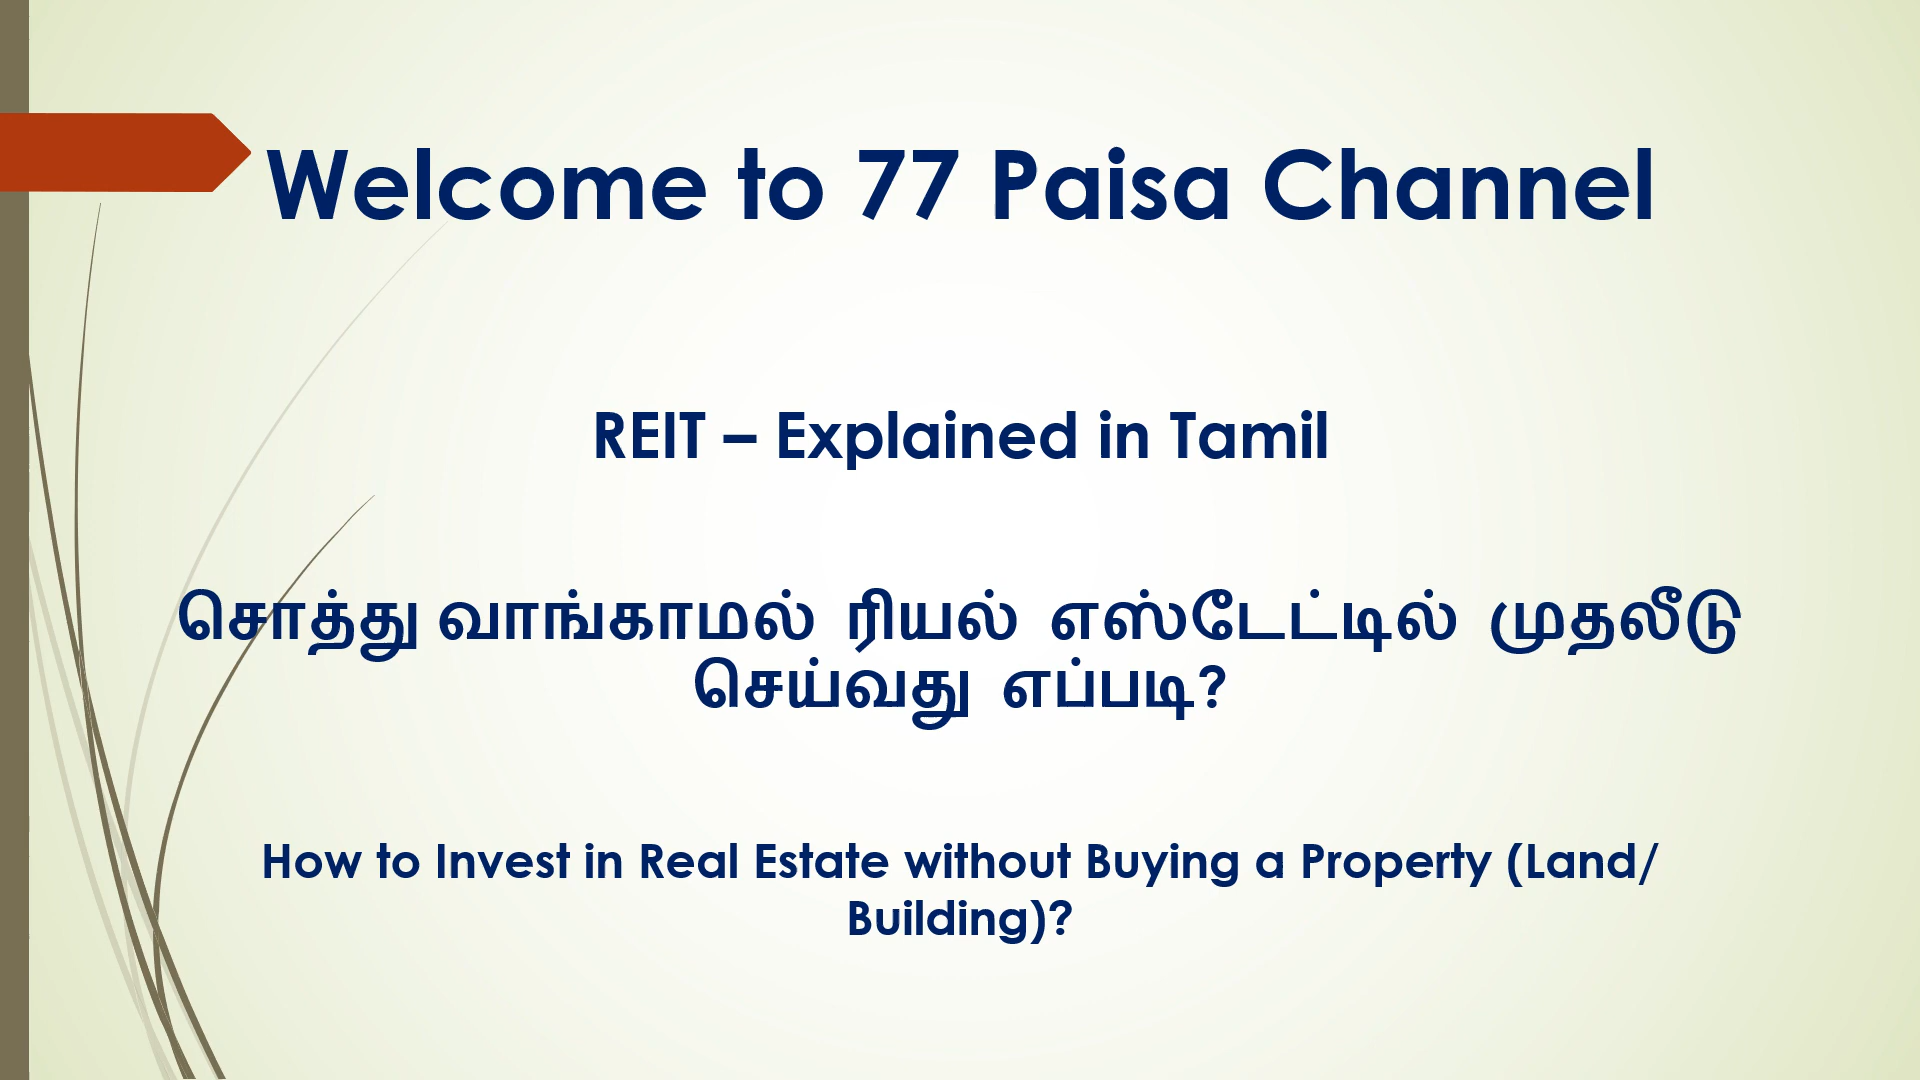 Welcome to 77 Paisa Channel
REIT – Explained in Tamil
சொத்து வாங்காமல் ரியல் எஸ்டேட்டில் முதலீடு
செய்வது எப்படி?
How to Invest in Real Estate without Buying a Property (Land/
Building)?